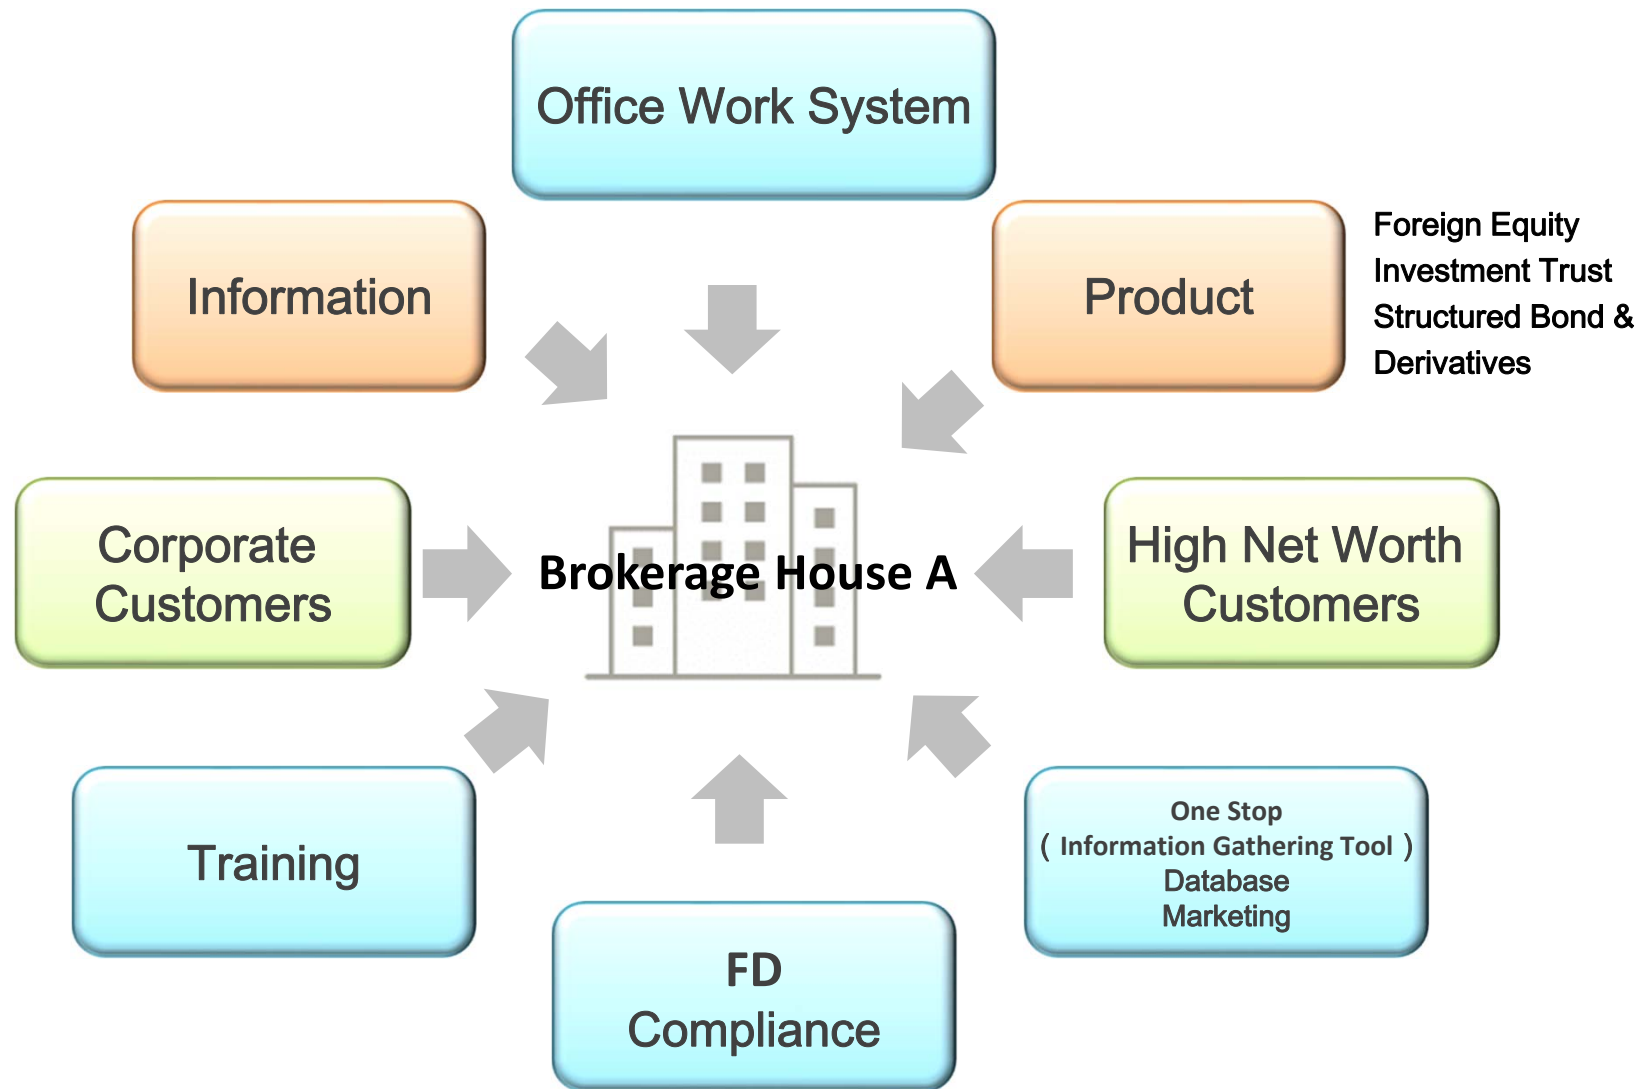 Office Work System
Information
Product
Foreign Equity
Investment Trust
Structured Bond &
Derivatives
Corporate
Customers
Brokerage House A
High Net Worth
Customers
Training
One Stop
( Information Gathering Tool )
Database
Marketing
FD
Compliance